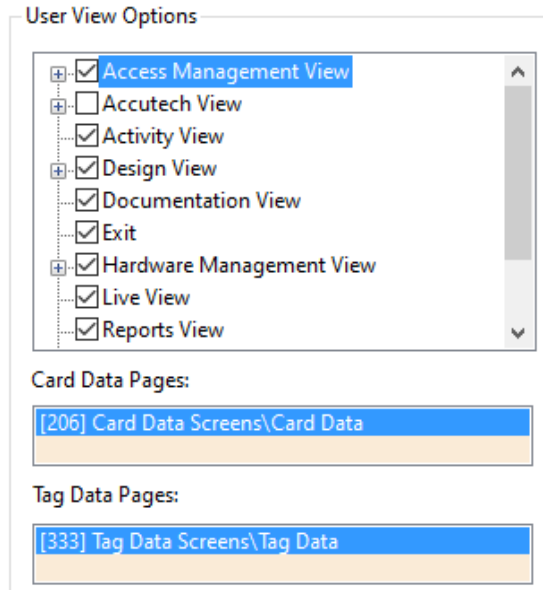 User View Options
Access Management View
Accutech View
Activity View
Design View
Documentation View
Exit
Hardware Management View
Live View
Reports View
Card Data Pages:
[206] Card Data Screens\Card Data
Tag Data Pages:
[333] Tag Data Screens\Tag Data